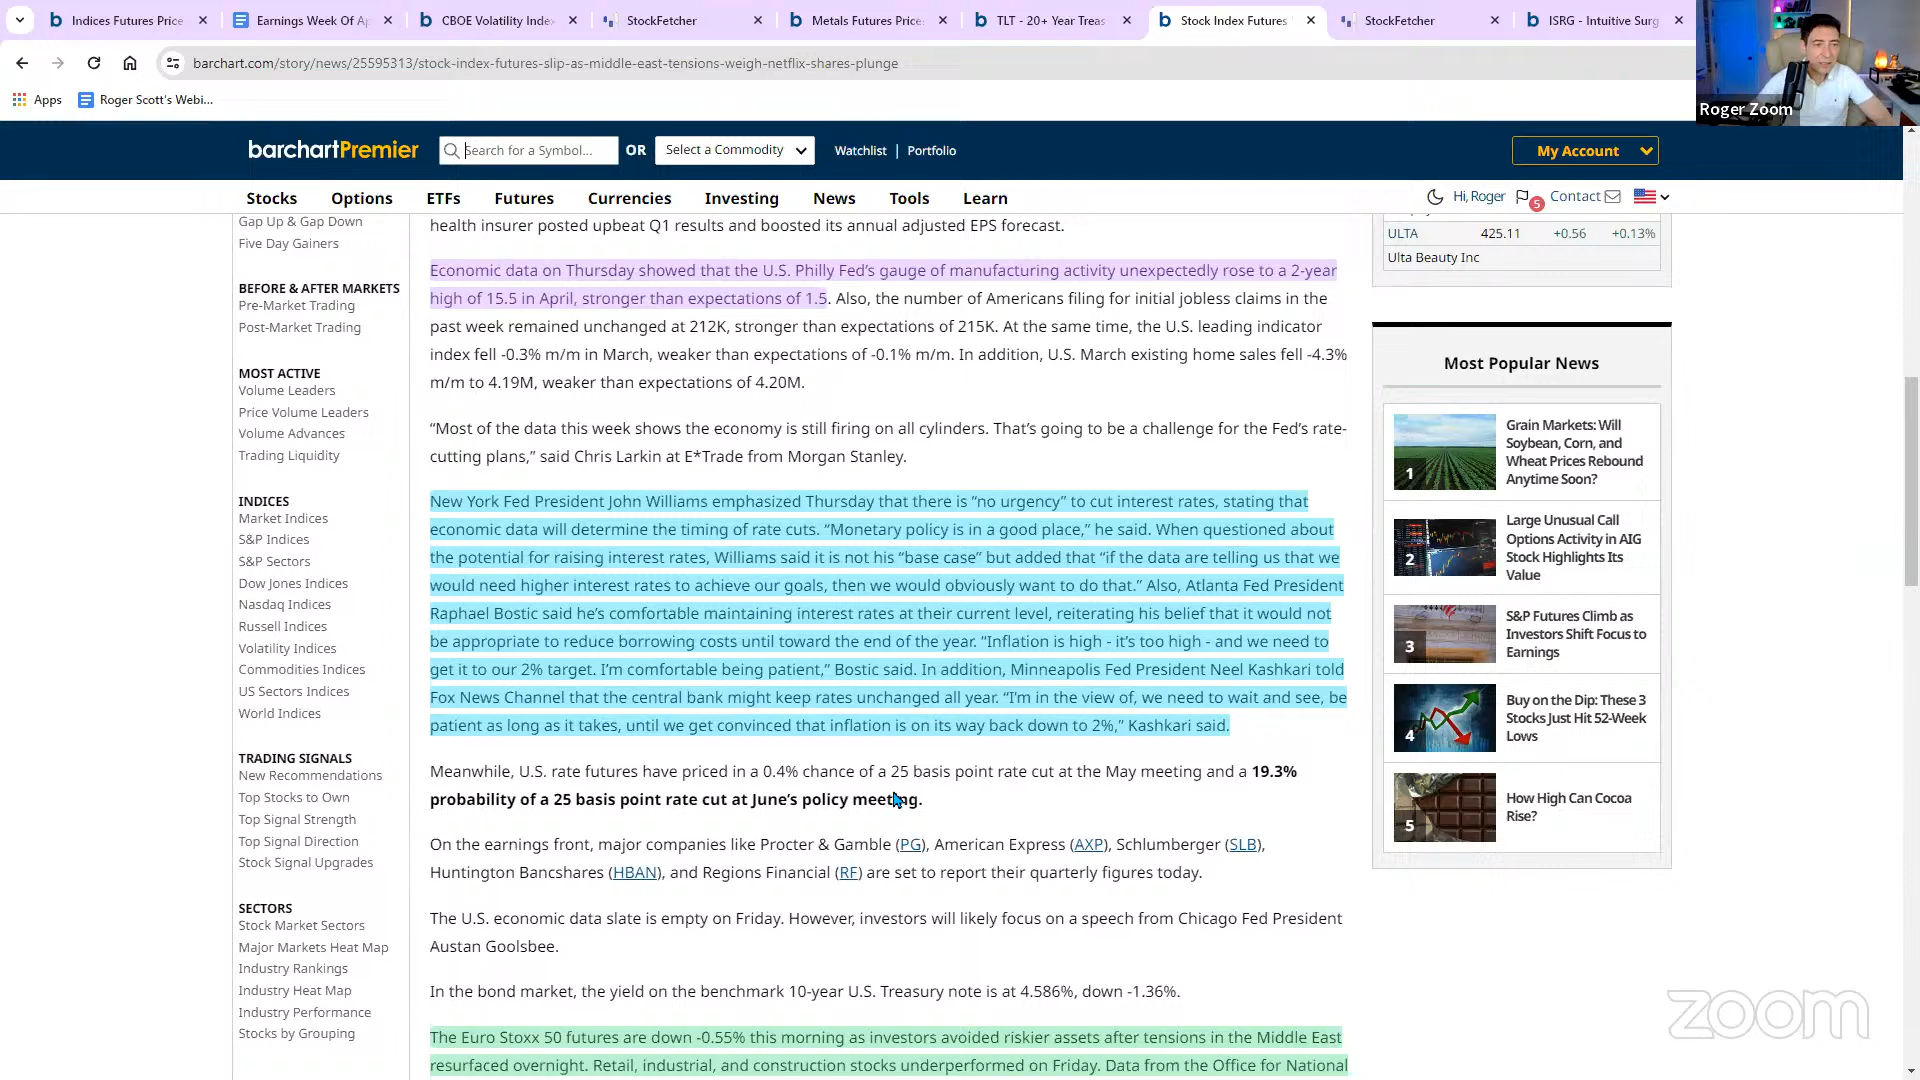 Indices Futures Price
Earnings Week Of Ap
CBOE Volatility Index
StockFetcher
Metals Futures Prices
TLT - 20+ Year Treas
Stock Index Futures
StockFetcher
ISRG - Intuitive Surg
barchart.com/story/news/25595313/stock-index-futures-slip-as-middle-east-tensions-weigh-netflix-shares-plunge
Apps
Roger Scott's Webi...
Roger Zoom
barchartPremier
Search for a Symbol...
OR
Select a Commodity
Watchlist | Portfolio
My Account
Stocks
Options
ETFs
Futures
Currencies
Investing
News
Tools
Learn
Hi, Roger
5
Contact
Gap Up & Gap Down
Five Day Gainers
BEFORE & AFTER MARKETS
Pre-Market Trading
Post-Market Trading
MOST ACTIVE
Volume Leaders
Price Volume Leaders
Volume Advances
Trading Liquidity
INDICES
Market Indices
S&P Indices
S&P Sectors
Dow Jones Indices
Nasdaq Indices
Russell Indices
Volatility Indices
Commodities Indices
US Sectors Indices
World Indices
TRADING SIGNALS
New Recommendations
Top Stocks to Own
Top Signal Strength
Top Signal Direction
Stock Signal Upgrades
SECTORS
Stock Market Sectors
Major Markets Heat Map
Industry Rankings
Industry Heat Map
Industry Performance
Stocks by Grouping
health insurer posted upbeat Q1 results and boosted its annual adjusted EPS forecast.
Economic data on Thursday showed that the U.S. Philly Fed’s gauge of manufacturing activity unexpectedly rose to a 2-year
high of 15.5 in April, stronger than expectations of 1.5. Also, the number of Americans filing for initial jobless claims in the
past week remained unchanged at 212K, stronger than expectations of 215K. At the same time, the U.S. leading indicator
index fell -0.3% m/m in March, weaker than expectations of -0.1% m/m. In addition, U.S. March existing home sales fell -4.3%
m/m to 4.19M, weaker than expectations of 4.20M.
“Most of the data this week shows the economy is still firing on all cylinders. That’s going to be a challenge for the Fed’s rate-
cutting plans,” said Chris Larkin at E*Trade from Morgan Stanley.
New York Fed President John Williams emphasized Thursday that there is “no urgency” to cut interest rates, stating that
economic data will determine the timing of rate cuts. “Monetary policy is in a good place,” he said. When questioned about
the potential for raising interest rates, Williams said it is not his “base case” but added that “if the data are telling us that we
would need higher interest rates to achieve our goals, then we would obviously want to do that.” Also, Atlanta Fed President
Raphael Bostic said he’s comfortable maintaining interest rates at their current level, reiterating his belief that it would not
be appropriate to reduce borrowing costs until toward the end of the year. “Inflation is high - it’s too high - and we need to
get it to our 2% target. I’m comfortable being patient,” Bostic said. In addition, Minneapolis Fed President Neel Kashkari told
Fox News Channel that the central bank might keep rates unchanged all year. “I’m in the view of, we need to wait and see, be
patient as long as it takes, until we get convinced that inflation is on its way back down to 2%,” Kashkari said.
Meanwhile, U.S. rate futures have priced in a 0.4% chance of a 25 basis point rate cut at the May meeting and a 19.3%
probability of a 25 basis point rate cut at June’s policy meeting.
On the earnings front, major companies like Procter & Gamble (PG), American Express (AXP), Schlumberger (SLB),
Huntington Bancshares (HBAN), and Regions Financial (RF) are set to report their quarterly figures today.
The U.S. economic data slate is empty on Friday. However, investors will likely focus on a speech from Chicago Fed President
Austan Goolsbee.
In the bond market, the yield on the benchmark 10-year U.S. Treasury note is at 4.586%, down -1.36%.
The Euro Stoxx 50 futures are down -0.55% this morning as investors avoided riskier assets after tensions in the Middle East
resurfaced overnight. Retail, industrial, and construction stocks underperformed on Friday. Data from the Office for National
ULTA 425.11 +0.56 +0.13%
Ulta Beauty Inc
Most Popular News
1
Grain Markets: Will
Soybean, Corn, and
Wheat Prices Rebound
Anytime Soon?
2
Large Unusual Call
Options Activity in AIG
Stock Highlights Its
Value
3
S&P Futures Climb as
Investors Shift Focus to
Earnings
4
Buy on the Dip: These 3
Stocks Just Hit 52-Week
Lows
5
How High Can Cocoa
Rise?
zoom